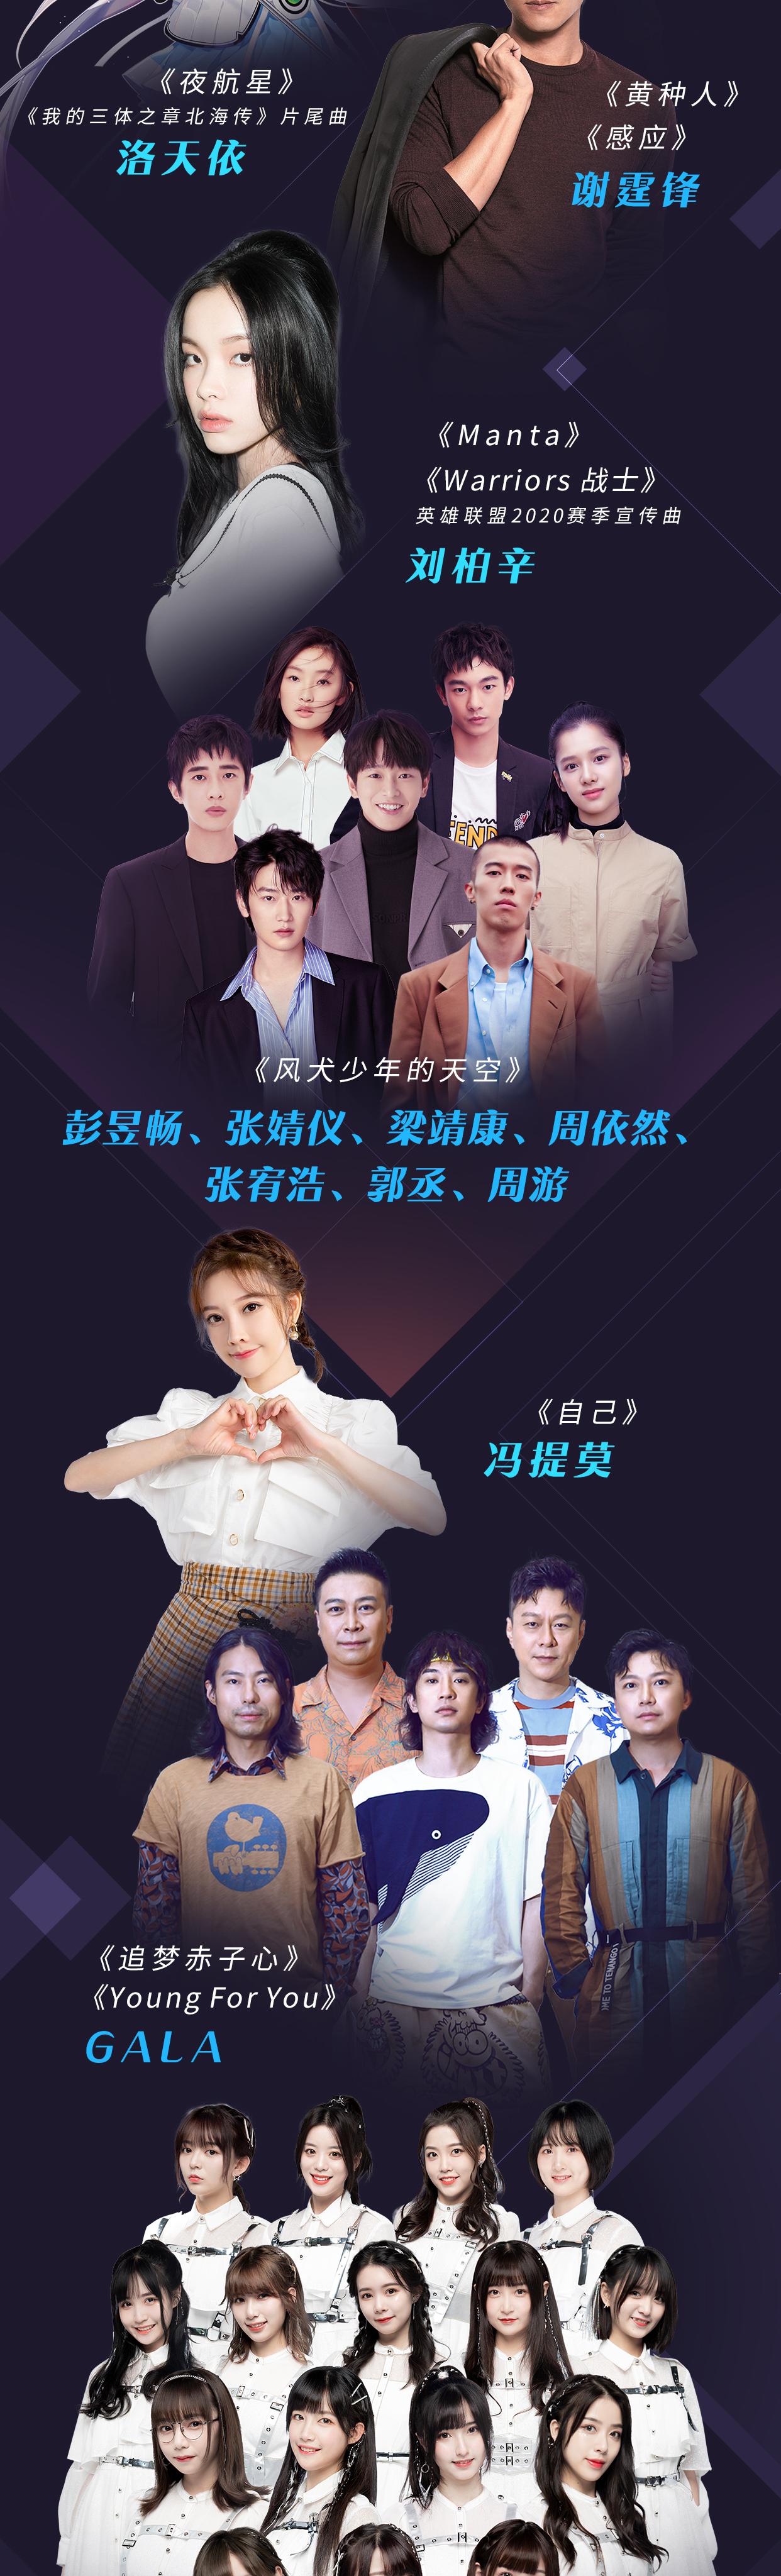 《夜航星》
《我的三体之章北海传》片尾曲
洛天依
《黄种人》
《感应》
谢霆锋
《Manta》
《Warriors 战士》
英雄联盟2020赛季宣传曲
刘柏辛
《风犬少年的天空》
彭昱畅、张婧仪、梁靖康、周依然、
张宥浩、郭丞、周游
《自己》
冯提莫
《追梦赤子心》
《Young For You》
GALA